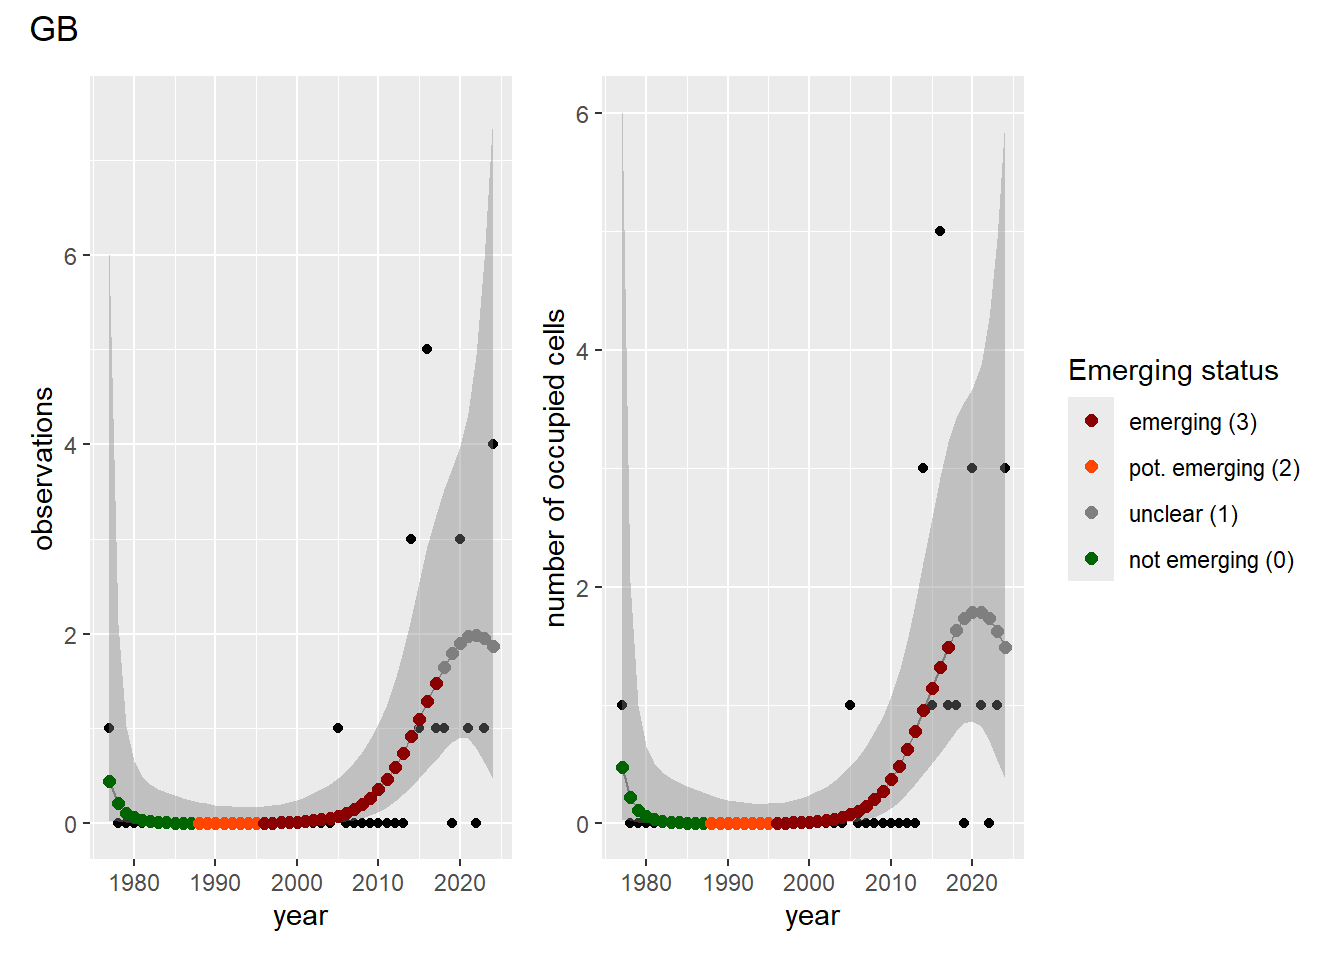 GB
observations
6
4
2
0
1980 1990 2000 2010 2020
year
number of occupied cells
6
4
2
0
1980 1990 2000 2010 2020
year
Emerging status
emerging (3)
pot. emerging (2)
unclear (1)
not emerging (0)